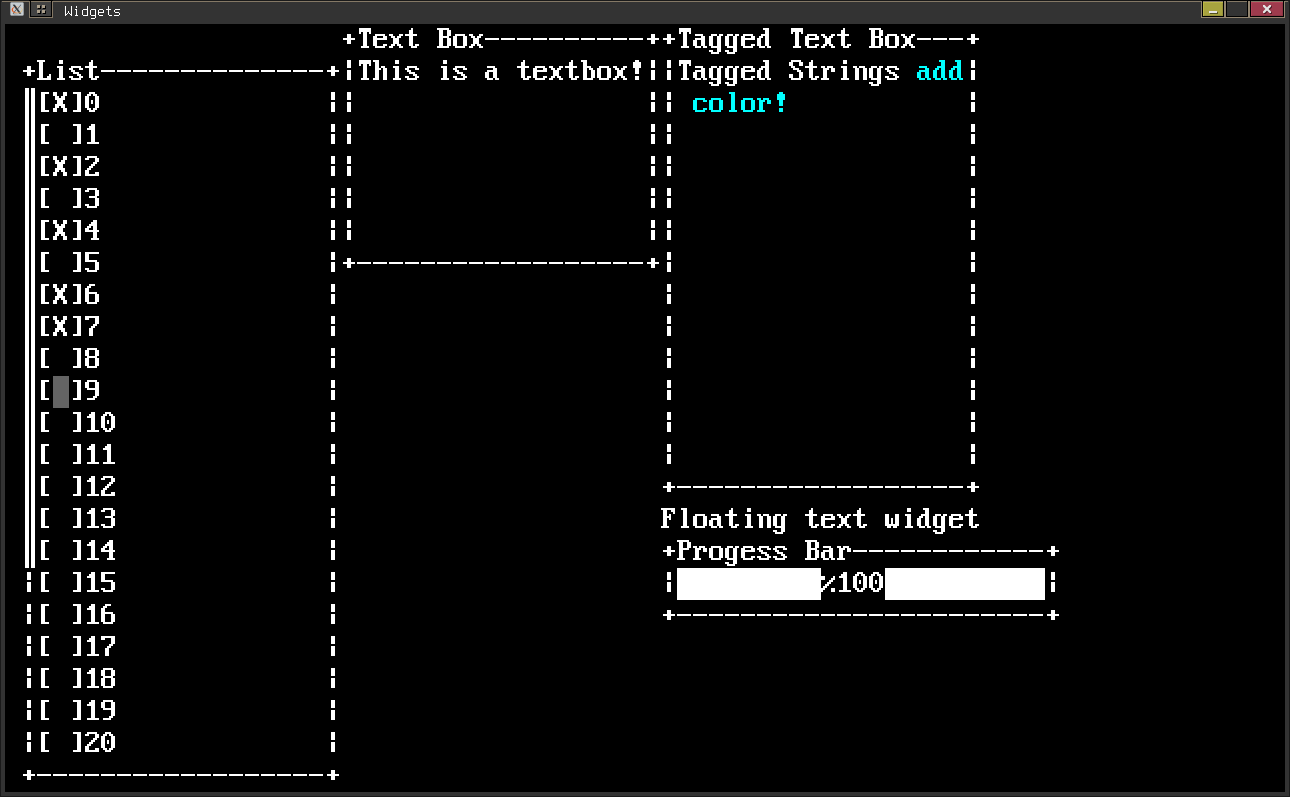 Widgets
Text Box
This is a textbox!
Tagged Text Box
Tagged Strings add
color!
List
[X]0
[ ]1
[X]2
[ ]3
[X]4
[ ]5
[X]6
[X]7
[ ]8
[ ]9
[ ]10
[ ]11
[ ]12
[ ]13
[ ]14
[ ]15
[ ]16
[ ]17
[ ]18
[ ]19
[ ]20
Floating text widget
Progess Bar
%100